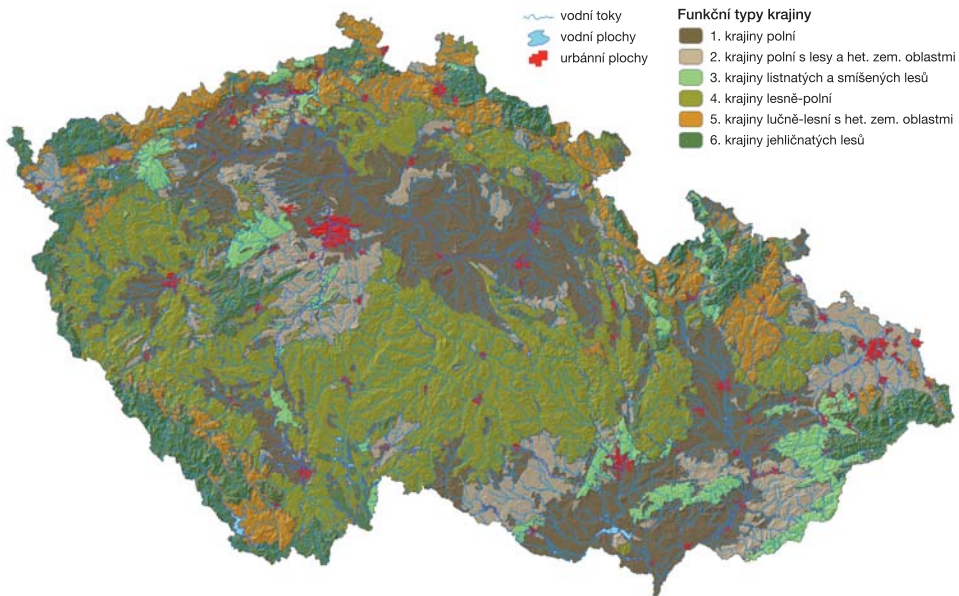 vodní toky
vodní plochy
urbánní plochy
Funkční typy krajiny
1. krajiny polní
2. krajiny polní s lesy a het. zem. oblastmi
3. krajiny listnatých a smíšených lesů
4. krajiny lesně-polní
5. krajiny lučně-lesní s het. zem. oblastmi
6. krajiny jehličnatých lesů